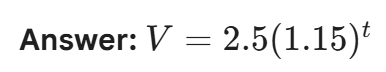 Answer: $V = 2.5(1.15)^t$